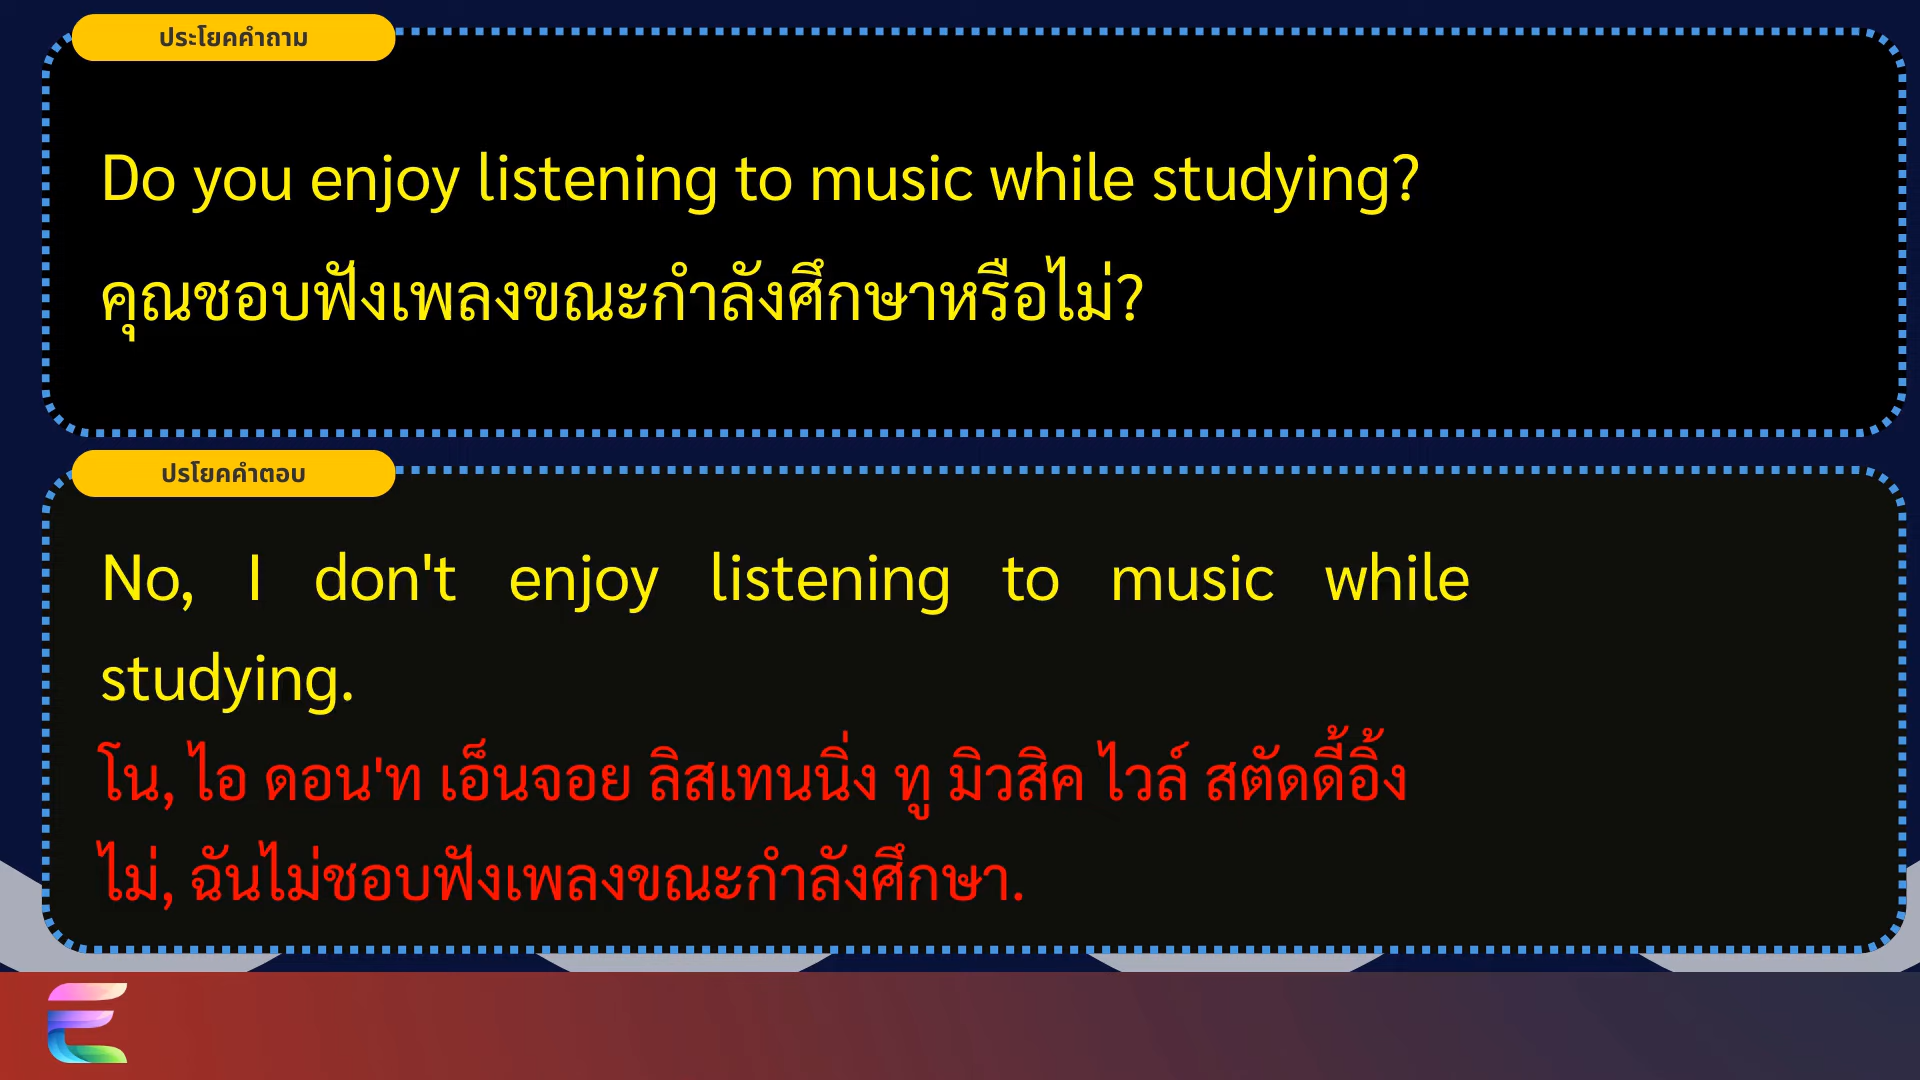 ประโยคคำถาม
Do you enjoy listening to music while studying?
คุณชอบฟังเพลงขณะกำลังศึกษาหรือไม่?
ปรโยคคำตอบ
No, I don't enjoy listening to music while
studying.
โน, ไอ ดอน'ท เอ็นจอย ลิสเทนนิ่ง ทู มิวสิค ไวล์ สตัดดี้อิ้ง
ไม่, ฉันไม่ชอบฟังเพลงขณะกำลังศึกษา.